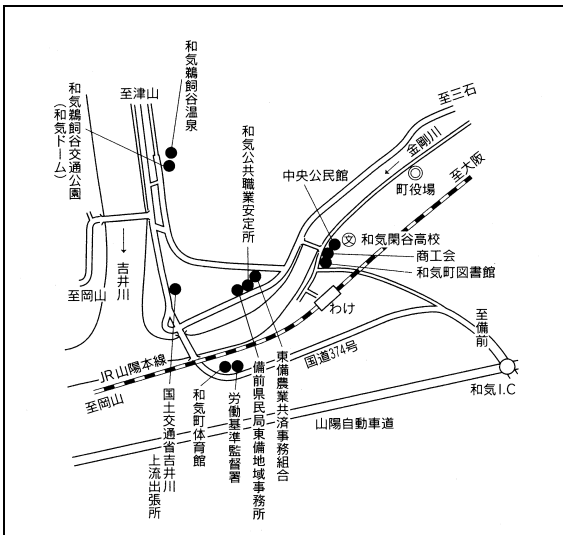 和気鵜飼谷温泉
至津山
和気鵜飼谷交通公園
(和気ドーム)
和気公共職業安定所
至三石
金剛川
至大阪
中央公民館
町役場
文 和気閑谷高校
商工会
和気町図書館
吉井川
至岡山
わけ
至備前
国道374号
JR山陽本線
至岡山
和気I.C
山陽自動車道
東備農業共済事務組合
備前県民局東備地域事務所
労働基準監督署
和気町体育館
国土交通省吉井川
上流出張所